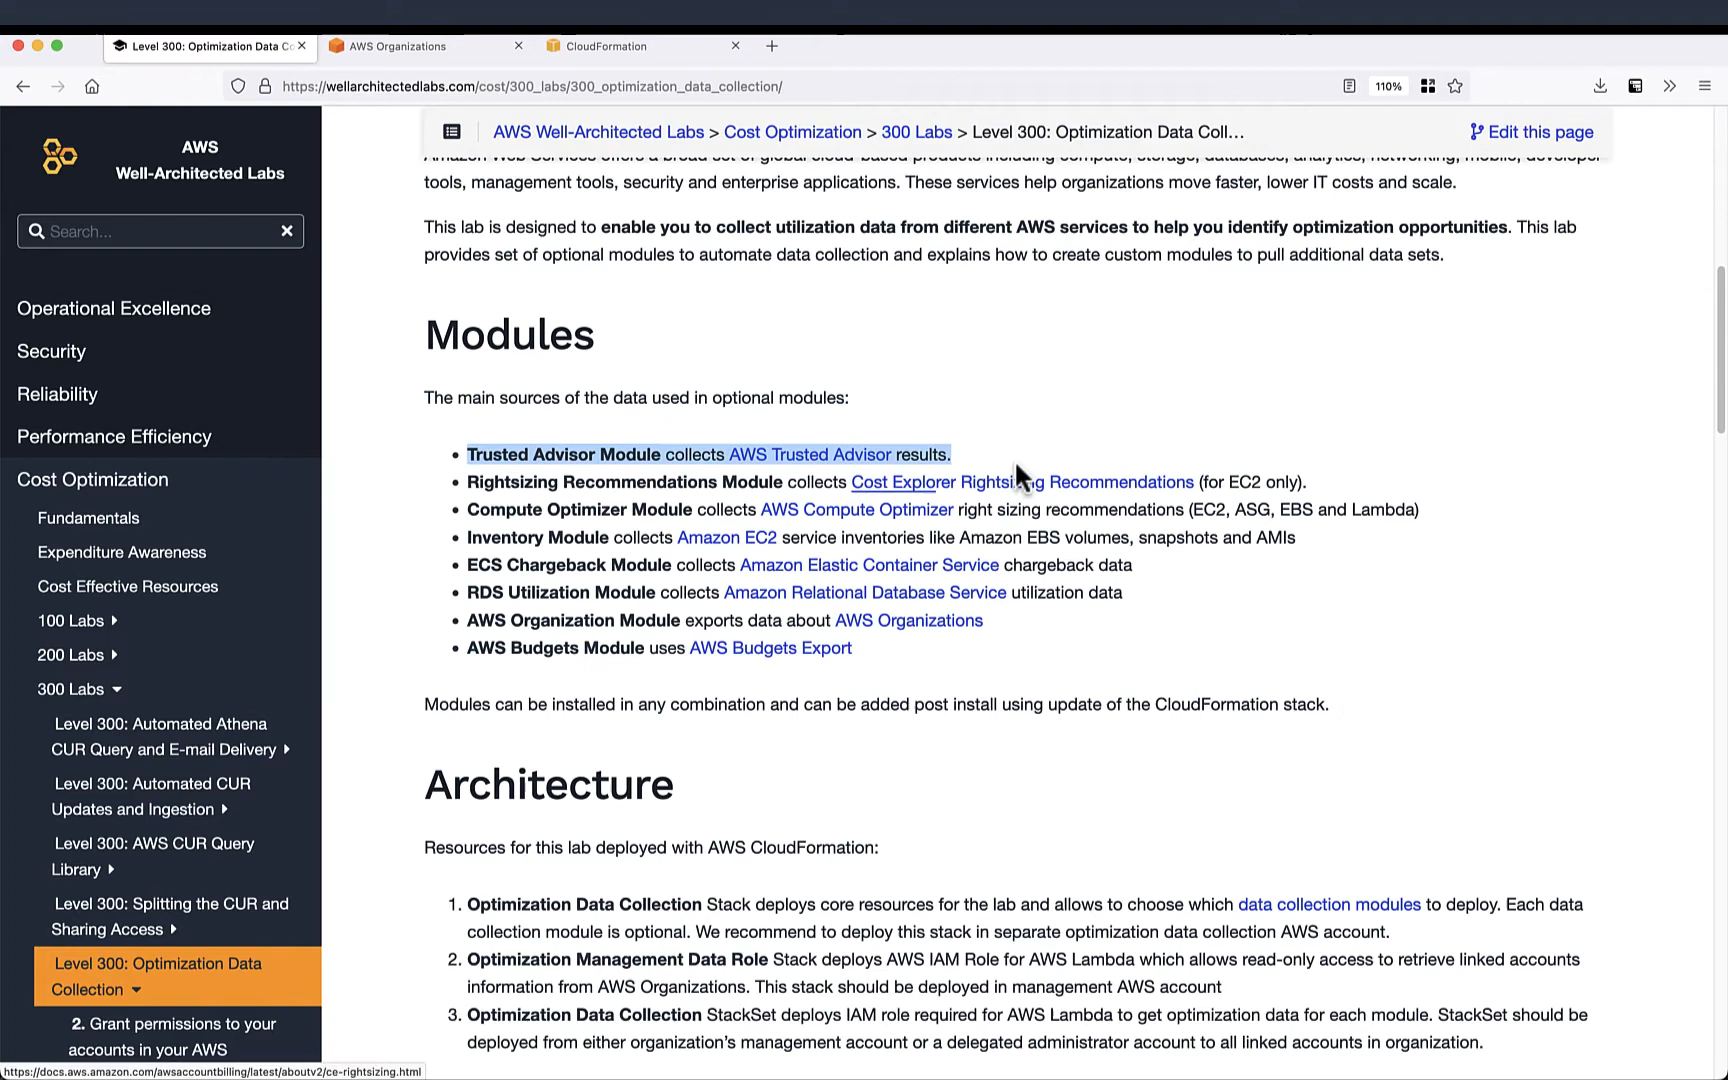 Level 300: Optimization Data Co
AWS Organizations
CloudFormation
https://wellarchitectedlabs.com/cost/300_labs/300_optimization_data_collection/
110%
AWS
Well-Architected Labs
Search...
Operational Excellence
Security
Reliability
Performance Efficiency
Cost Optimization
Fundamentals
Expenditure Awareness
Cost Effective Resources
100 Labs
200 Labs
300 Labs
Level 300: Automated Athena
CUR Query and E-mail Delivery
Level 300: Automated CUR
Updates and Ingestion
Level 300: AWS CUR Query
Library
Level 300: Splitting the CUR and
Sharing Access
Level 300: Optimization Data
Collection
2. Grant permissions to your
accounts in your AWS
AWS Well-Architected Labs > Cost Optimization > 300 Labs > Level 300: Optimization Data Coll...
Edit this page
Amazon Web Services offers a broad set of global cloud-based products including compute, storage, databases, analytics, networking, mobile, developer
tools, management tools, security and enterprise applications. These services help organizations move faster, lower IT costs and scale.
This lab is designed to enable you to collect utilization data from different AWS services to help you identify optimization opportunities. This lab
provides set of optional modules to automate data collection and explains how to create custom modules to pull additional data sets.
Modules
The main sources of the data used in optional modules:
• Trusted Advisor Module collects AWS Trusted Advisor results.
• Rightsizing Recommendations Module collects Cost Explorer Rightsizing Recommendations (for EC2 only).
• Compute Optimizer Module collects AWS Compute Optimizer right sizing recommendations (EC2, ASG, EBS and Lambda)
• Inventory Module collects Amazon EC2 service inventories like Amazon EBS volumes, snapshots and AMIs
• ECS Chargeback Module collects Amazon Elastic Container Service chargeback data
• RDS Utilization Module collects Amazon Relational Database Service utilization data
• AWS Organization Module exports data about AWS Organizations
• AWS Budgets Module uses AWS Budgets Export
Modules can be installed in any combination and can be added post install using update of the CloudFormation stack.
Architecture
Resources for this lab deployed with AWS CloudFormation:
1. Optimization Data Collection Stack deploys core resources for the lab and allows to choose which data collection modules to deploy. Each data
collection module is optional. We recommend to deploy this stack in separate optimization data collection AWS account.
2. Optimization Management Data Role Stack deploys AWS IAM Role for AWS Lambda which allows read-only access to retrieve linked accounts
information from AWS Organizations. This stack should be deployed in management AWS account
3. Optimization Data Collection StackSet deploys IAM role required for AWS Lambda to get optimization data for each module. StackSet should be
deployed from either organization's management account or a delegated administrator account to all linked accounts in organization.
https://docs.aws.amazon.com/awsaccountbilling/latest/aboutv2/ce-rightsizing.html